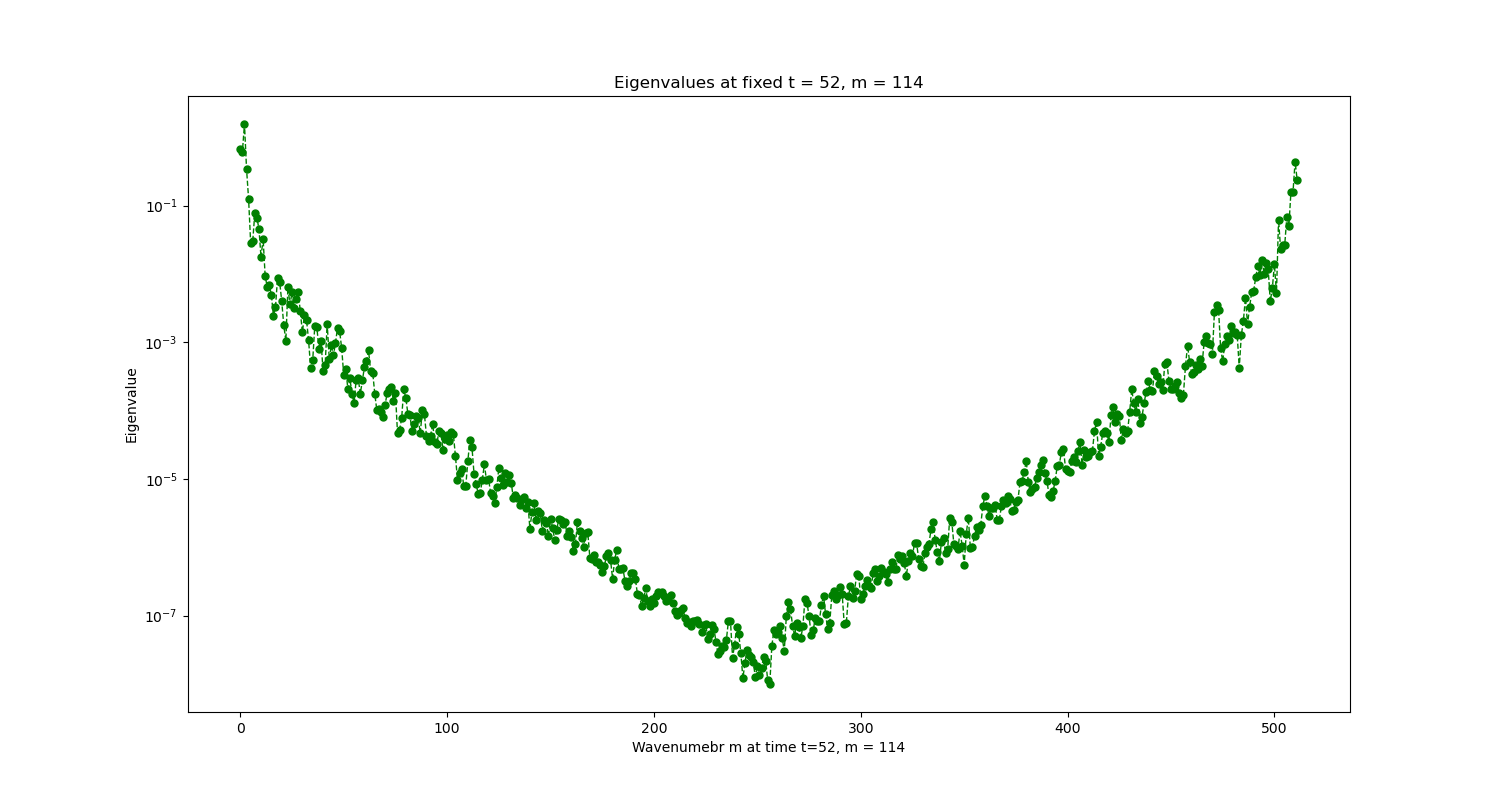 Eigenvalues at fixed t = 52, m = 114
Eigenvalue
10⁻¹
10⁻³
10⁻⁵
10⁻⁷
0 100 200 300 400 500
Wavenumebr m at time t=52, m = 114